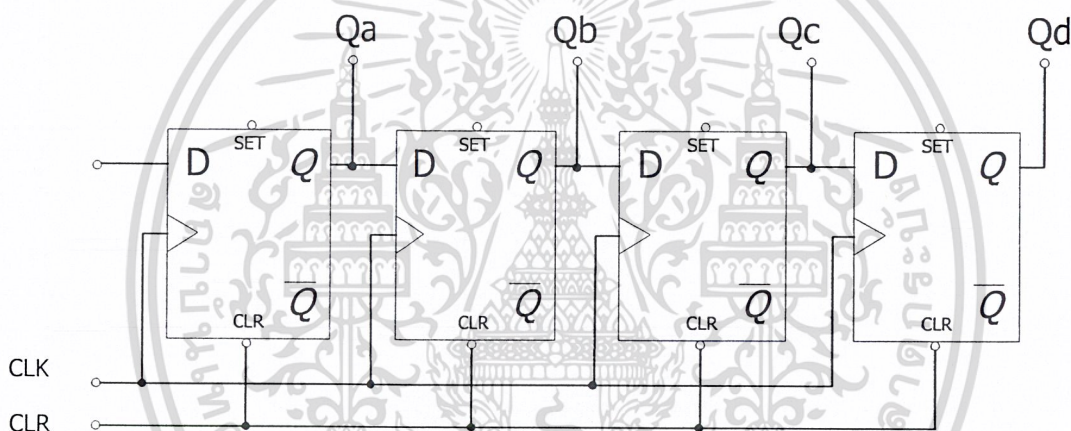 Qa Qb Qc Qd
SET SET SET SET
D Q D Q D Q D Q
Q Q Q Q
CLR CLR CLR CLR
CLK
CLR